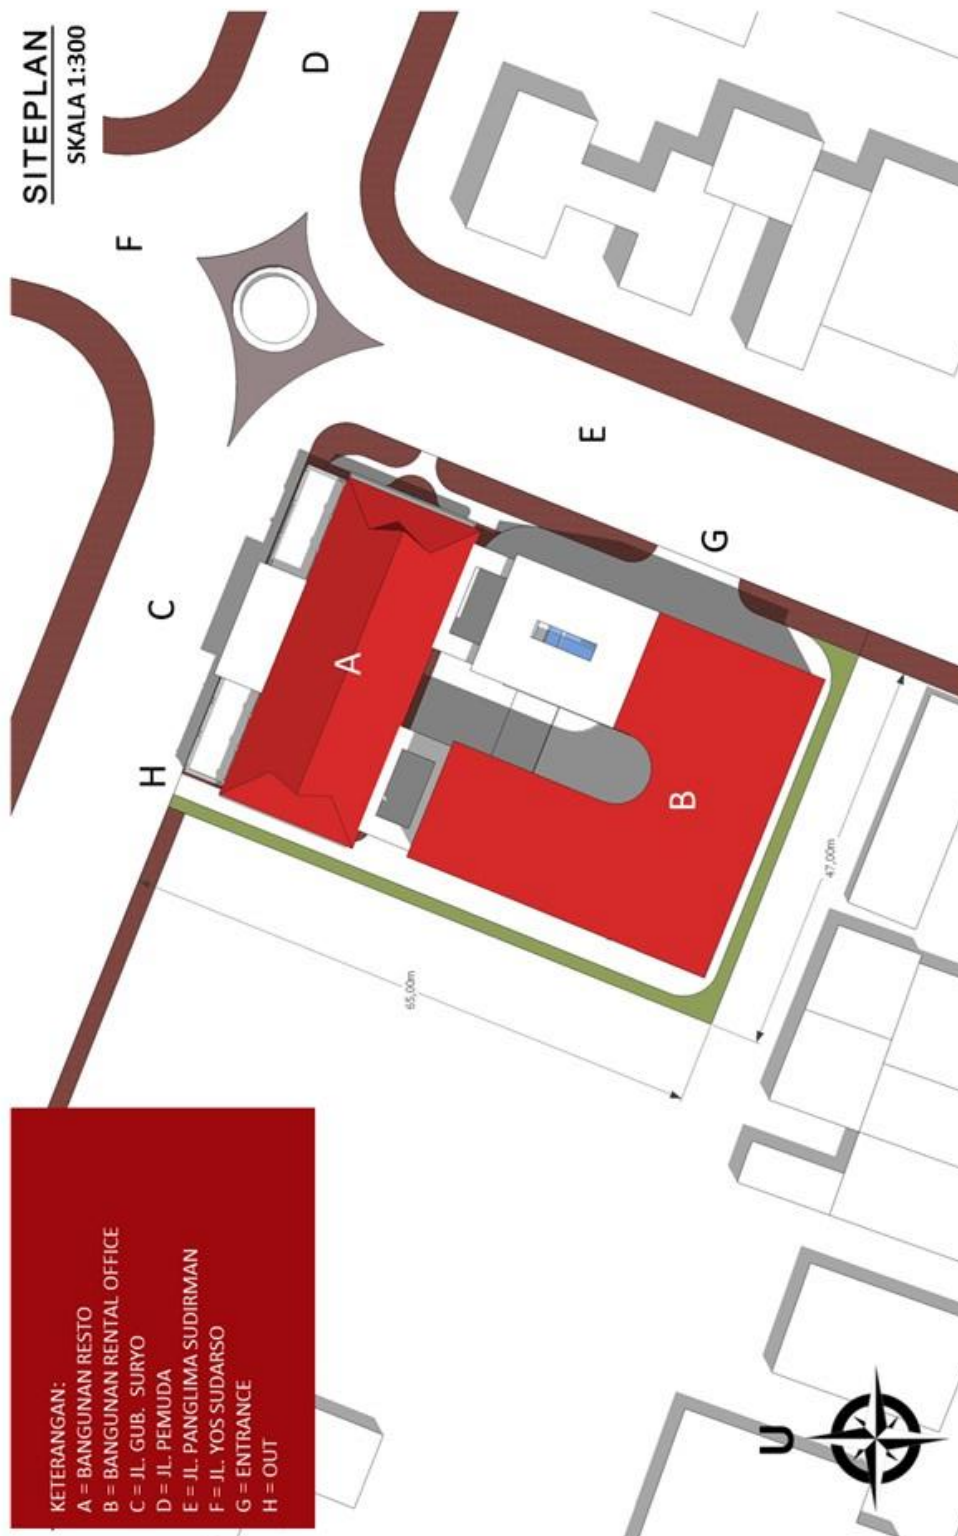 SITEPLAN
SKALA 1:300
D
F
E
C
G
A
H
B
47,00m
65,00m
KETERANGAN:
A = BANGUNAN RESTO
B = BANGUNAN RENTAL OFFICE
C = JL. GUB. SURYO
D = JL. PEMUDA
E = JL. PANGLIMA SUDIRMAN
F = JL. YOS SUDARSO
G = ENTRANCE
H = OUT
U